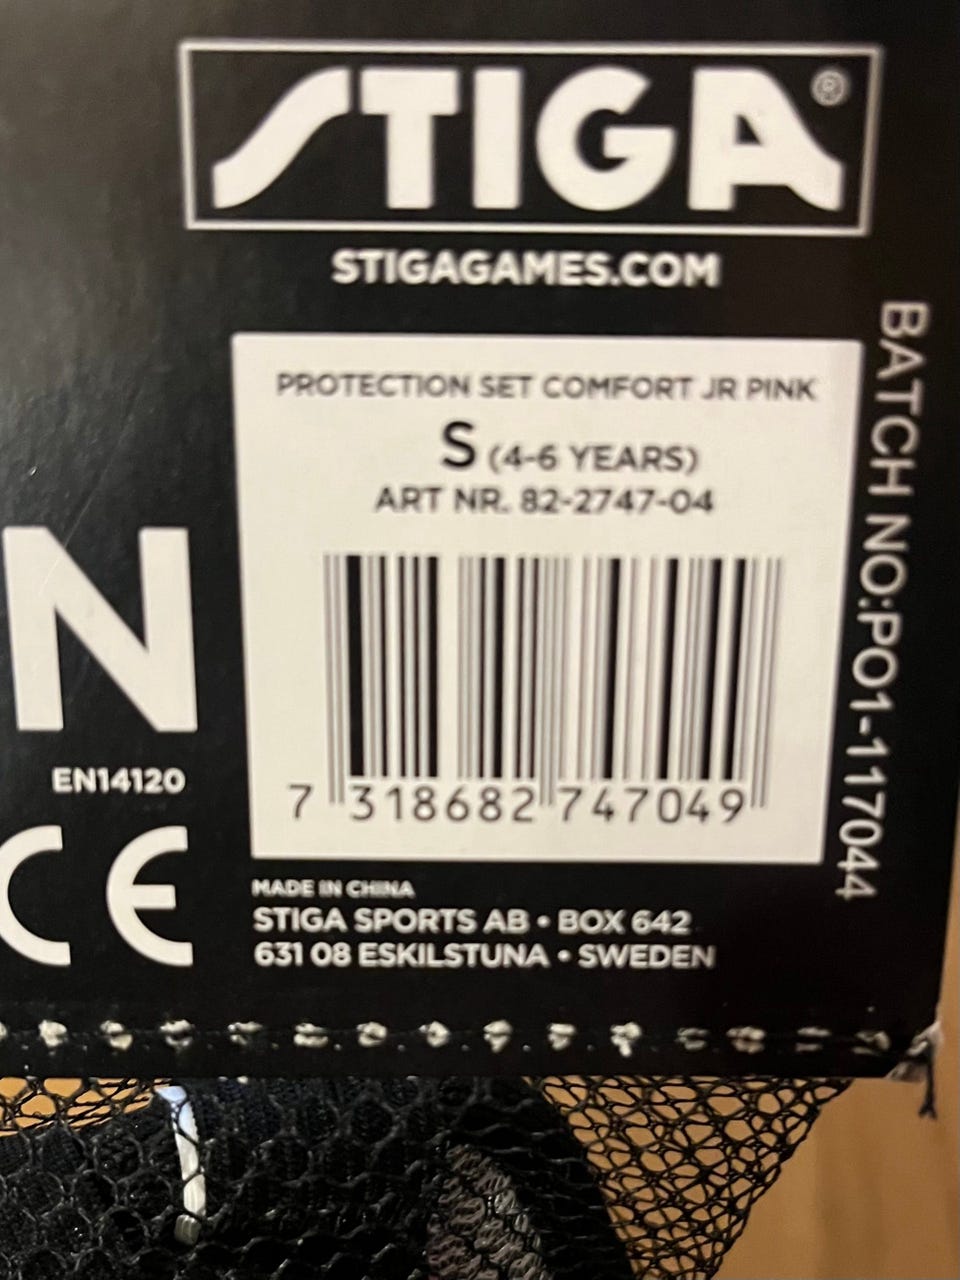 STIGA®
STIGAGAMES.COM
PROTECTION SET COMFORT JR PINK
S (4-6 YEARS)
ART NR. 82-2747-04
7 318682 747049
BATCH NO:PO1-117044
N
EN14120
CE
MADE IN CHINA
STIGA SPORTS AB • BOX 642
631 08 ESKILSTUNA • SWEDEN